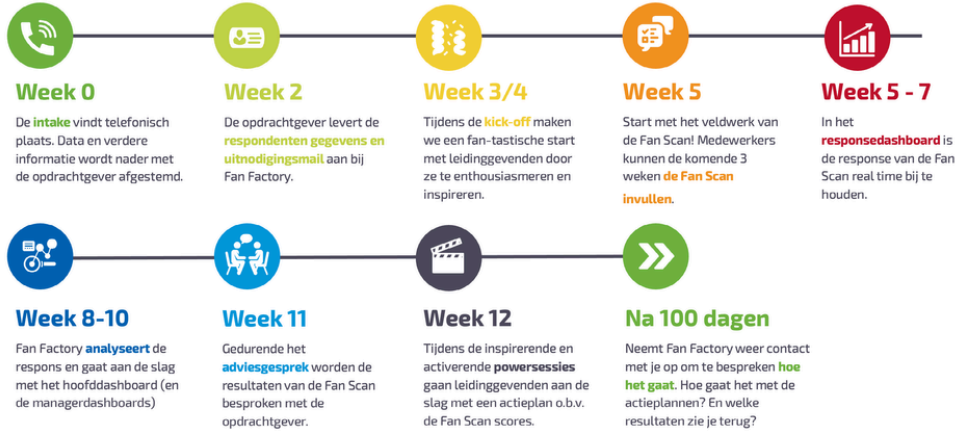 Week 0
De intake vindt telefonisch
plaats. Data en verdere
informatie wordt nader met
de opdrachtgever afgestemd.
Week 2
De opdrachtgever levert de
respondenten gegevens en
uitnodigingsmail aan bij
Fan Factory.
Week 3/4
Tijdens de kick-off maken
we een fan-tastische start
met leidinggevenden door
ze te enthousiasmeren en
inspireren.
Week 5
Start met het veldwerk van
de Fan Scan! Medewerkers
kunnen de komende 3
weken de Fan Scan
invullen.
Week 5 - 7
In het
responsedashboard is
de response van de Fan
Scan real time bij te
houden.
Week 8-10
Fan Factory analyseert de
respons en gaat aan de slag
met het hoofddashboard (en
de managerdashboards)
Week 11
Gedurende het
adviesgesprek worden de
resultaten van de Fan Scan
besproken met de
opdrachtgever.
Week 12
Tijdens de inspirerende en
activerende powersessies
gaan leidinggevenden aan de
slag met een actieplan o.b.v.
de Fan Scan scores.
Na 100 dagen
Neemt Fan Factory weer contact
met je op om te bespreken hoe
het gaat. Hoe gaat het met de
actieplannen? En welke
resultaten zie je terug?